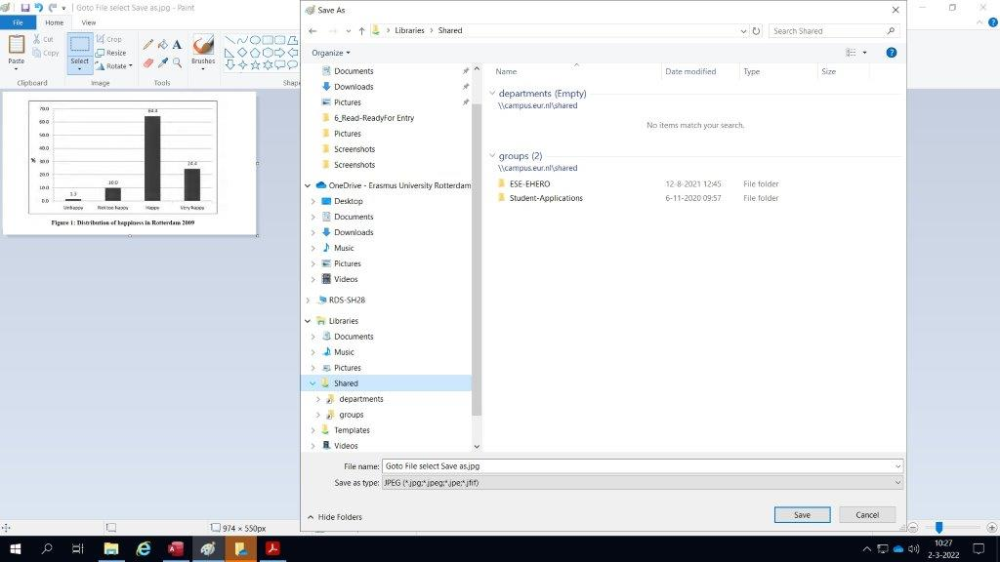 Goto File select Save as.jpg - Paint
File
Home
View
Paste
Cut
Copy
Clipboard
Select
Crop
Resize
Rotate
Image
Tools
Brushes
Shape
70.0
60.0
50.0
40.0
30.0
20.0
10.0
0.0
%
1.3
10.0
64.4
24.4
Unhappy
Not too happy
Happy
Very happy
Figure 1: Distribution of happiness in Rotterdam 2009
974 × 550px
Save As
Libraries > Shared
Search Shared
Organize
Documents
Downloads
Pictures
6_Read-ReadyFor Entry
Pictures
Screenshots
Screenshots
OneDrive - Erasmus University Rotterdam
Desktop
Documents
Downloads
Music
Pictures
Videos
RDS-SH28
Libraries
Documents
Music
Pictures
Shared
departments
groups
Templates
Videos
Name Date modified Type Size
departments (Empty)
\\campus.eur.nl\shared
No items match your search.
groups (2)
\\campus.eur.nl\shared
ESE-EHERO 12-8-2021 12:45 File folder
Student-Applications 6-11-2020 09:57 File folder
File name: Goto File select Save as.jpg
Save as type: JPEG (*.jpg;*.jpeg;*.jpe;*.jfif)
Hide Folders
Save
Cancel
10:27
2-3-2022